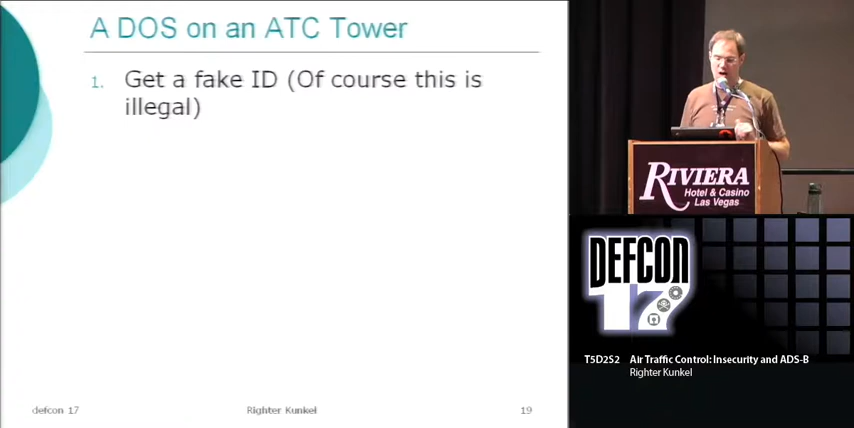 A DOS on an ATC Tower
1. Get a fake ID (Of course this is
illegal)
defcon 17
Righter Kunkel
19
RIVIERA
Hotel & Casino
Las Vegas
DEFCON
17
T5D2S2 Air Traffic Control: Insecurity and ADS-B
Righter Kunkel